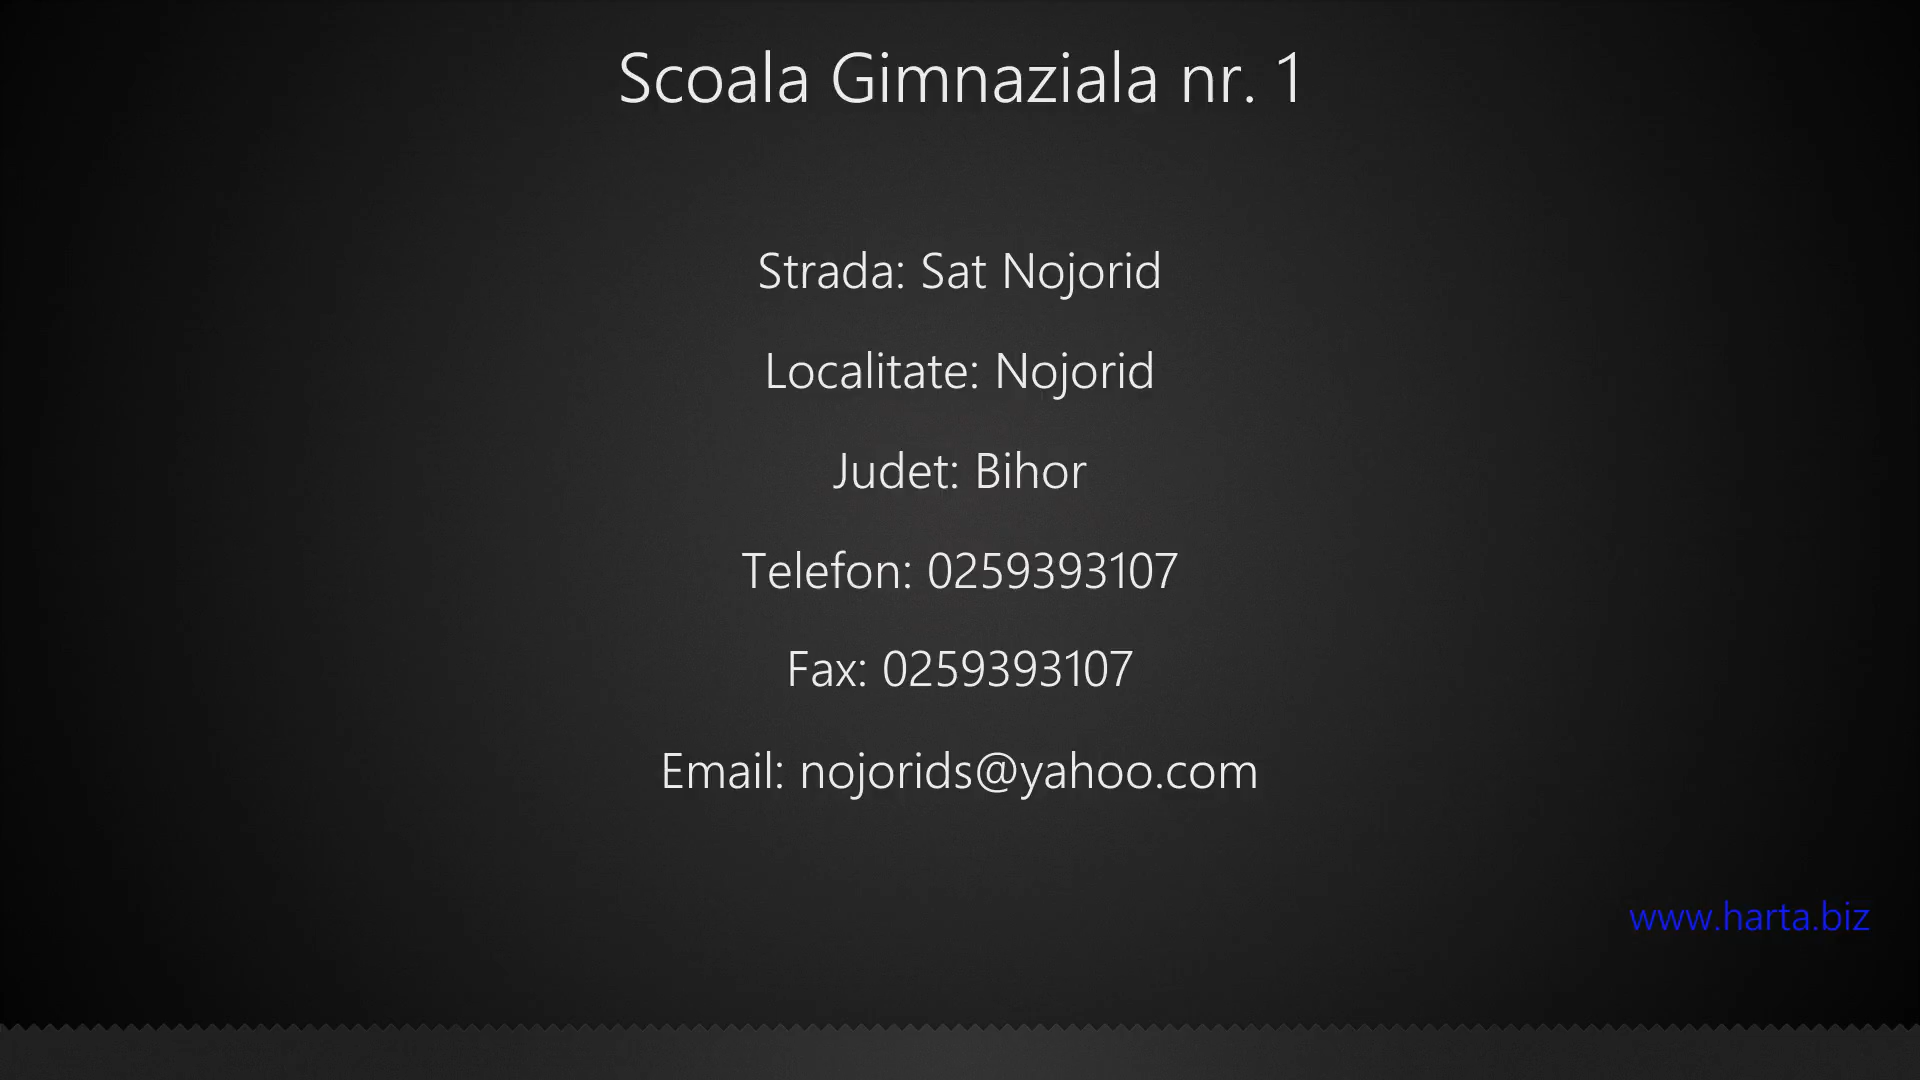 Scoala Gimnaziala nr. 1
Strada: Sat Nojorid
Localitate: Nojorid
Judet: Bihor
Telefon: 0259393107
Fax: 0259393107
Email: nojorids@yahoo.com
www.harta.biz